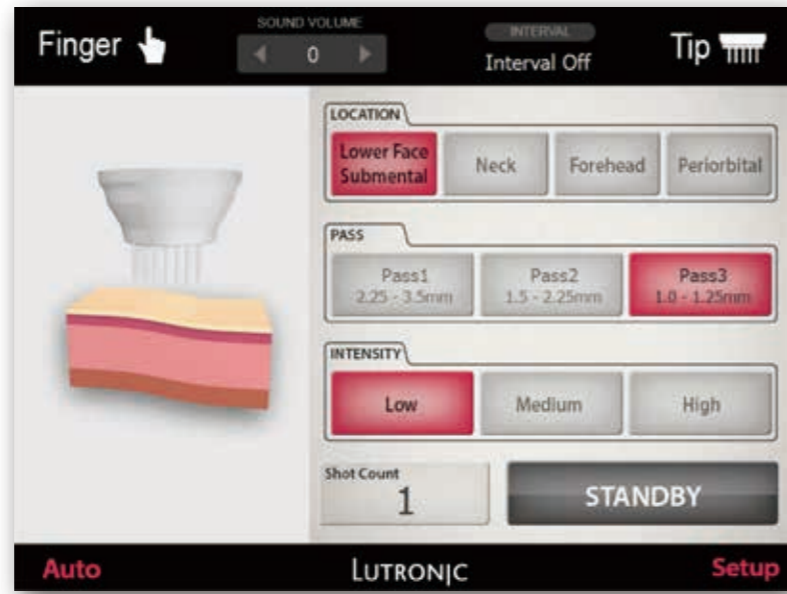 Finger
SOUND VOLUME
0
INTERVAL
Interval Off
Tip
LOCATION
Lower Face
Submental
Neck
Forehead
Periorbital
PASS
Pass1
2.25 - 3.5mm
Pass2
1.5 - 2.25mm
Pass3
1.0 - 1.25mm
INTENSITY
Low
Medium
High
Shot Count
1
STANDBY
Auto
LUTRONIC
Setup